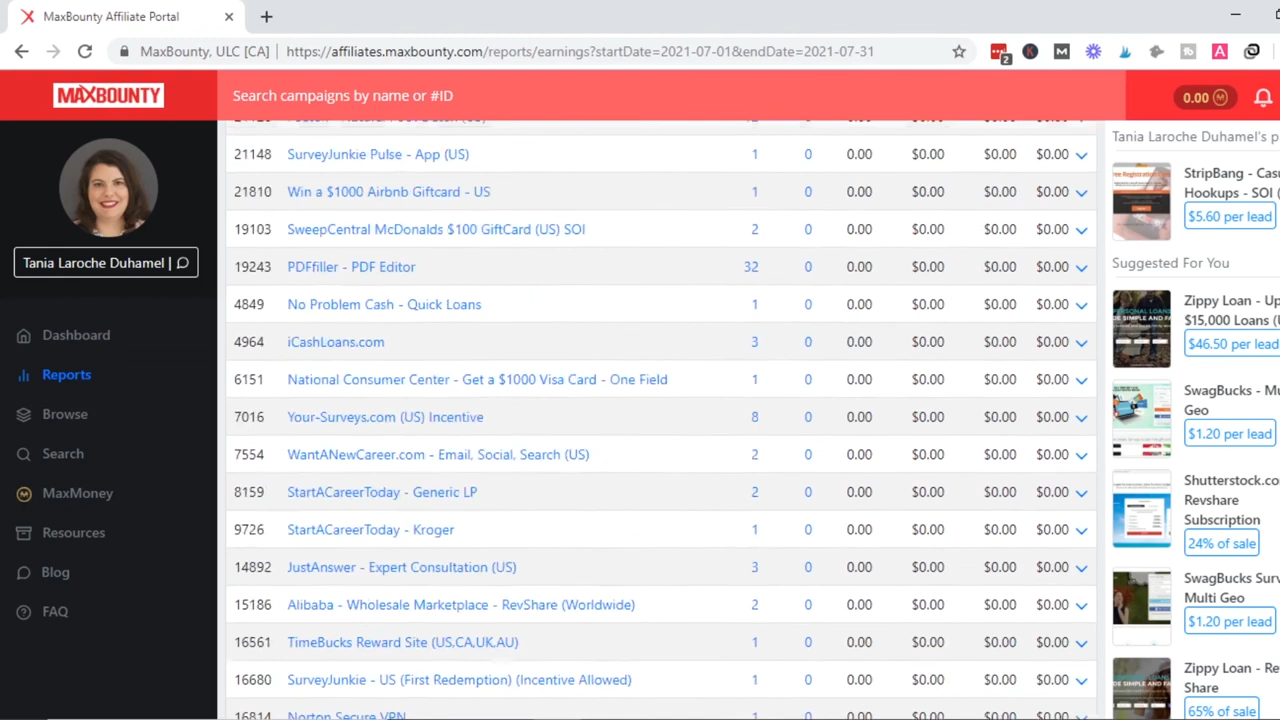 MaxBounty Affiliate Portal
MaxBounty, ULC [CA] https://affiliates.maxbounty.com/reports/earnings?startDate=2021-07-01&endDate=2021-07-31
2
MAXBOUNTY
Search campaigns by name or #ID
0.00
Tania Laroche Duhamel |
Dashboard
Reports
Browse
Search
MaxMoney
Resources
Blog
FAQ
21148 SurveyJunkie Pulse - App (US) 1 0 0.00 $0.00 $0.00 $0.00
21810 Win a $1000 Airbnb Giftcard - US 1 0 0.00 $0.00 $0.00 $0.00
19103 SweepCentral McDonalds $100 GiftCard (US) SOI 2 0 0.00 $0.00 $0.00 $0.00
19243 PDFfiller - PDF Editor 32 0 0.00 $0.00 $0.00 $0.00
4849 No Problem Cash - Quick Loans 1 0 0.00 $0.00 $0.00 $0.00
4964 iCashLoans.com 3 0 0.00 $0.00 $0.00 $0.00
6151 National Consumer Center - Get a $1000 Visa Card - One Field 1 0 0.00 $0.00 $0.00 $0.00
7016 Your-Surveys.com (US) Incentive 8 0 0.00 $0.00 $0.00 $0.00
7354 WantANewCareer.com - Email, Social, Search (US) 2 0 0.00 $0.00 $0.00 $0.00
8159 StartACareerToday - Generic LP 2 0 0.00 $0.00 $0.00 $0.00
StartACareerToday - Kroger 1 0 0.00 $0.00 $0.00 $0.00
14892 JustAnswer - Expert Consultation (US) 3 0 0.00 $0.00 $0.00 $0.00
15186 Alibaba - Wholesale Marketplace - RevShare (Worldwide) 2 0 0.00 $0.00 $0.00 $0.00
16561 TimeBucks Reward Site (US,CA,UK,AU) 1 0 0.00 $0.00 $0.00 $0.00
16680 SurveyJunkie - US (First Redemption) (Incentive Allowed) 1 0 0.00 $0.00 $0.00 $0.00
Norton Secure VPN
Tania Laroche Duhamel's p
StripBang - Casu
Hookups - SOI (
$5.60 per lead
Suggested For You
Zippy Loan - Up
$15,000 Loans (U
$46.50 per lead
SwagBucks - Mu
Geo
$1.20 per lead
Shutterstock.co
Revshare
Subscription
24% of sale
SwagBucks Surv
Multi Geo
$1.20 per lead
Zippy Loan - Re
Share
65% of sale